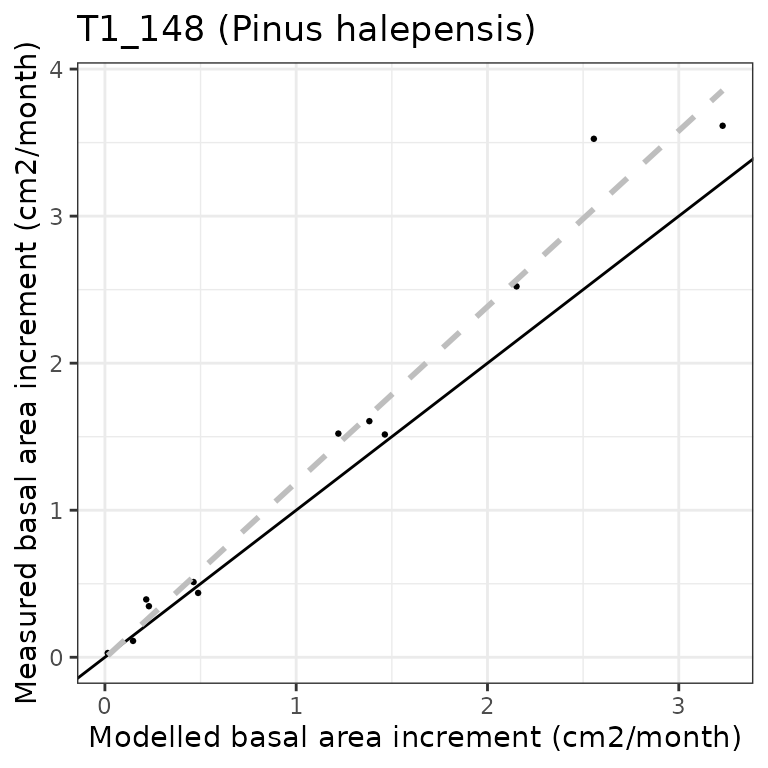 T1_148 (Pinus halepensis)
Measured basal area increment (cm2/month)
4
3
2
1
0
0 1 2 3
Modelled basal area increment (cm2/month)